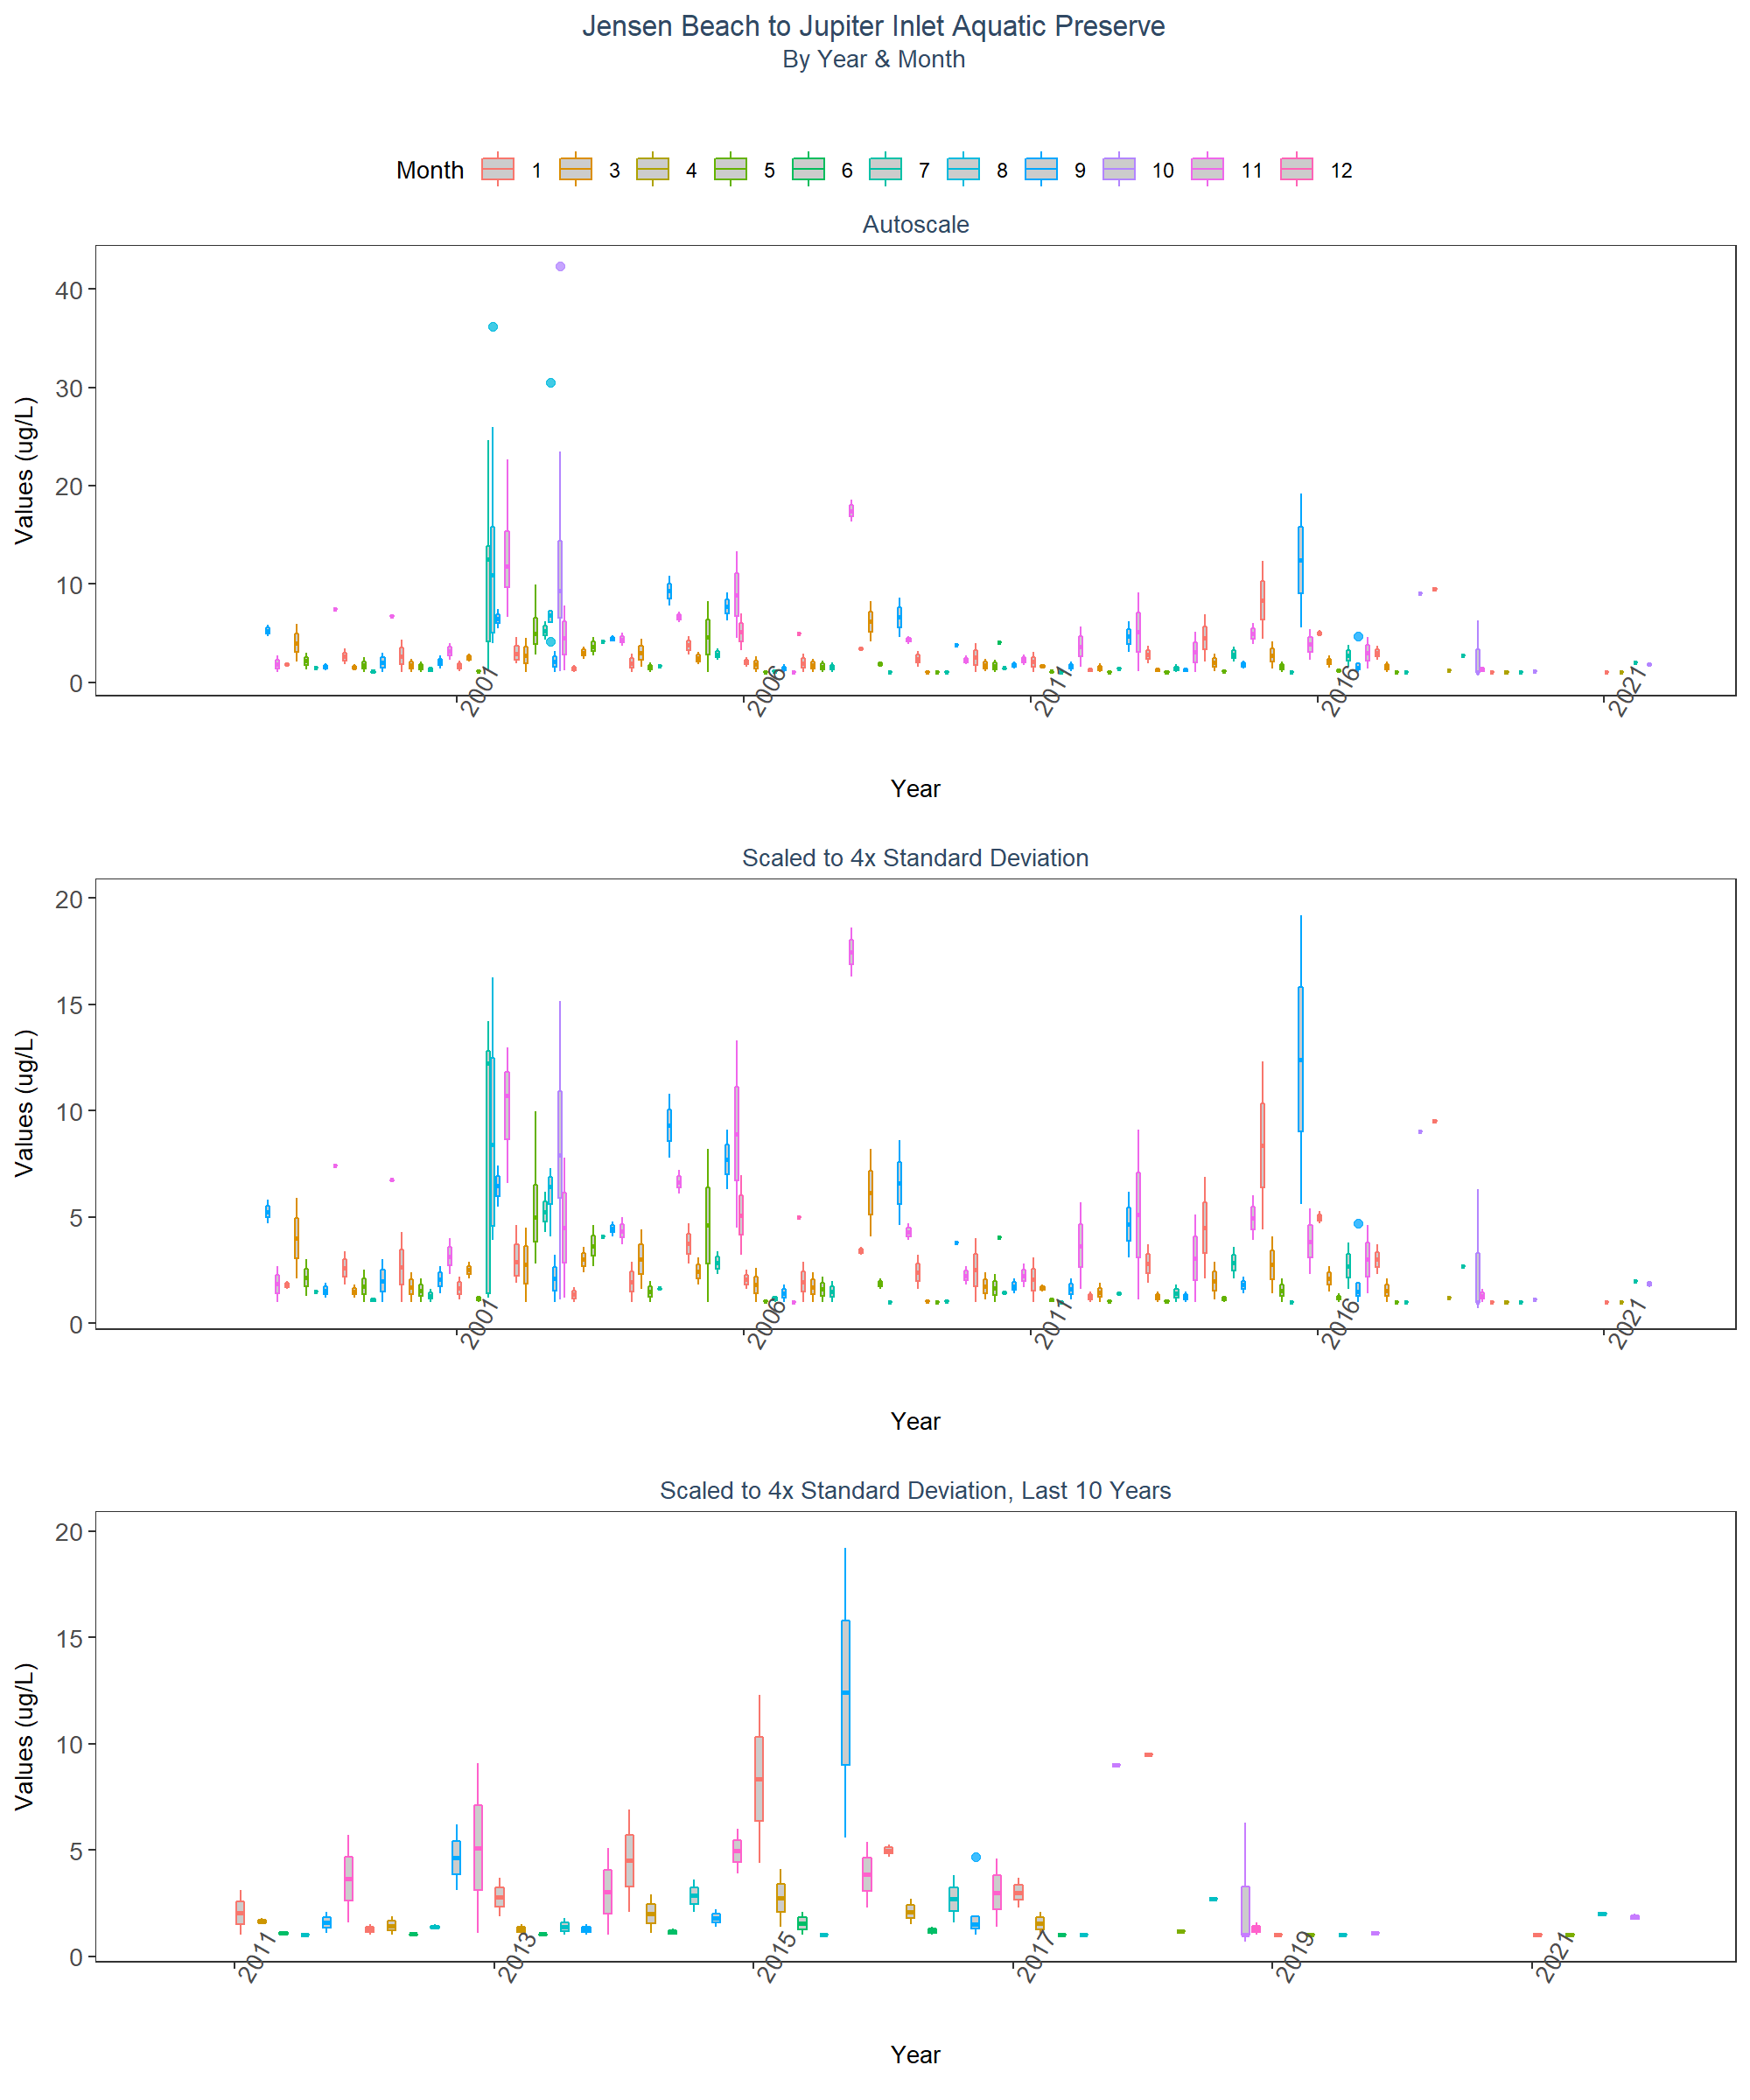 Jensen Beach to Jupiter Inlet Aquatic Preserve
By Year & Month
Month 1 3 4 5 6 7 8 9 10 11 12
Autoscale
Values (ug/L)
40
30
20
10
0
2001 2006 2011 2016 2021
Year
Scaled to 4x Standard Deviation
Values (ug/L)
20
15
10
5
0
2001 2006 2011 2016 2021
Year
Scaled to 4x Standard Deviation, Last 10 Years
Values (ug/L)
20
15
10
5
0
2011 2013 2015 2017 2019 2021
Year